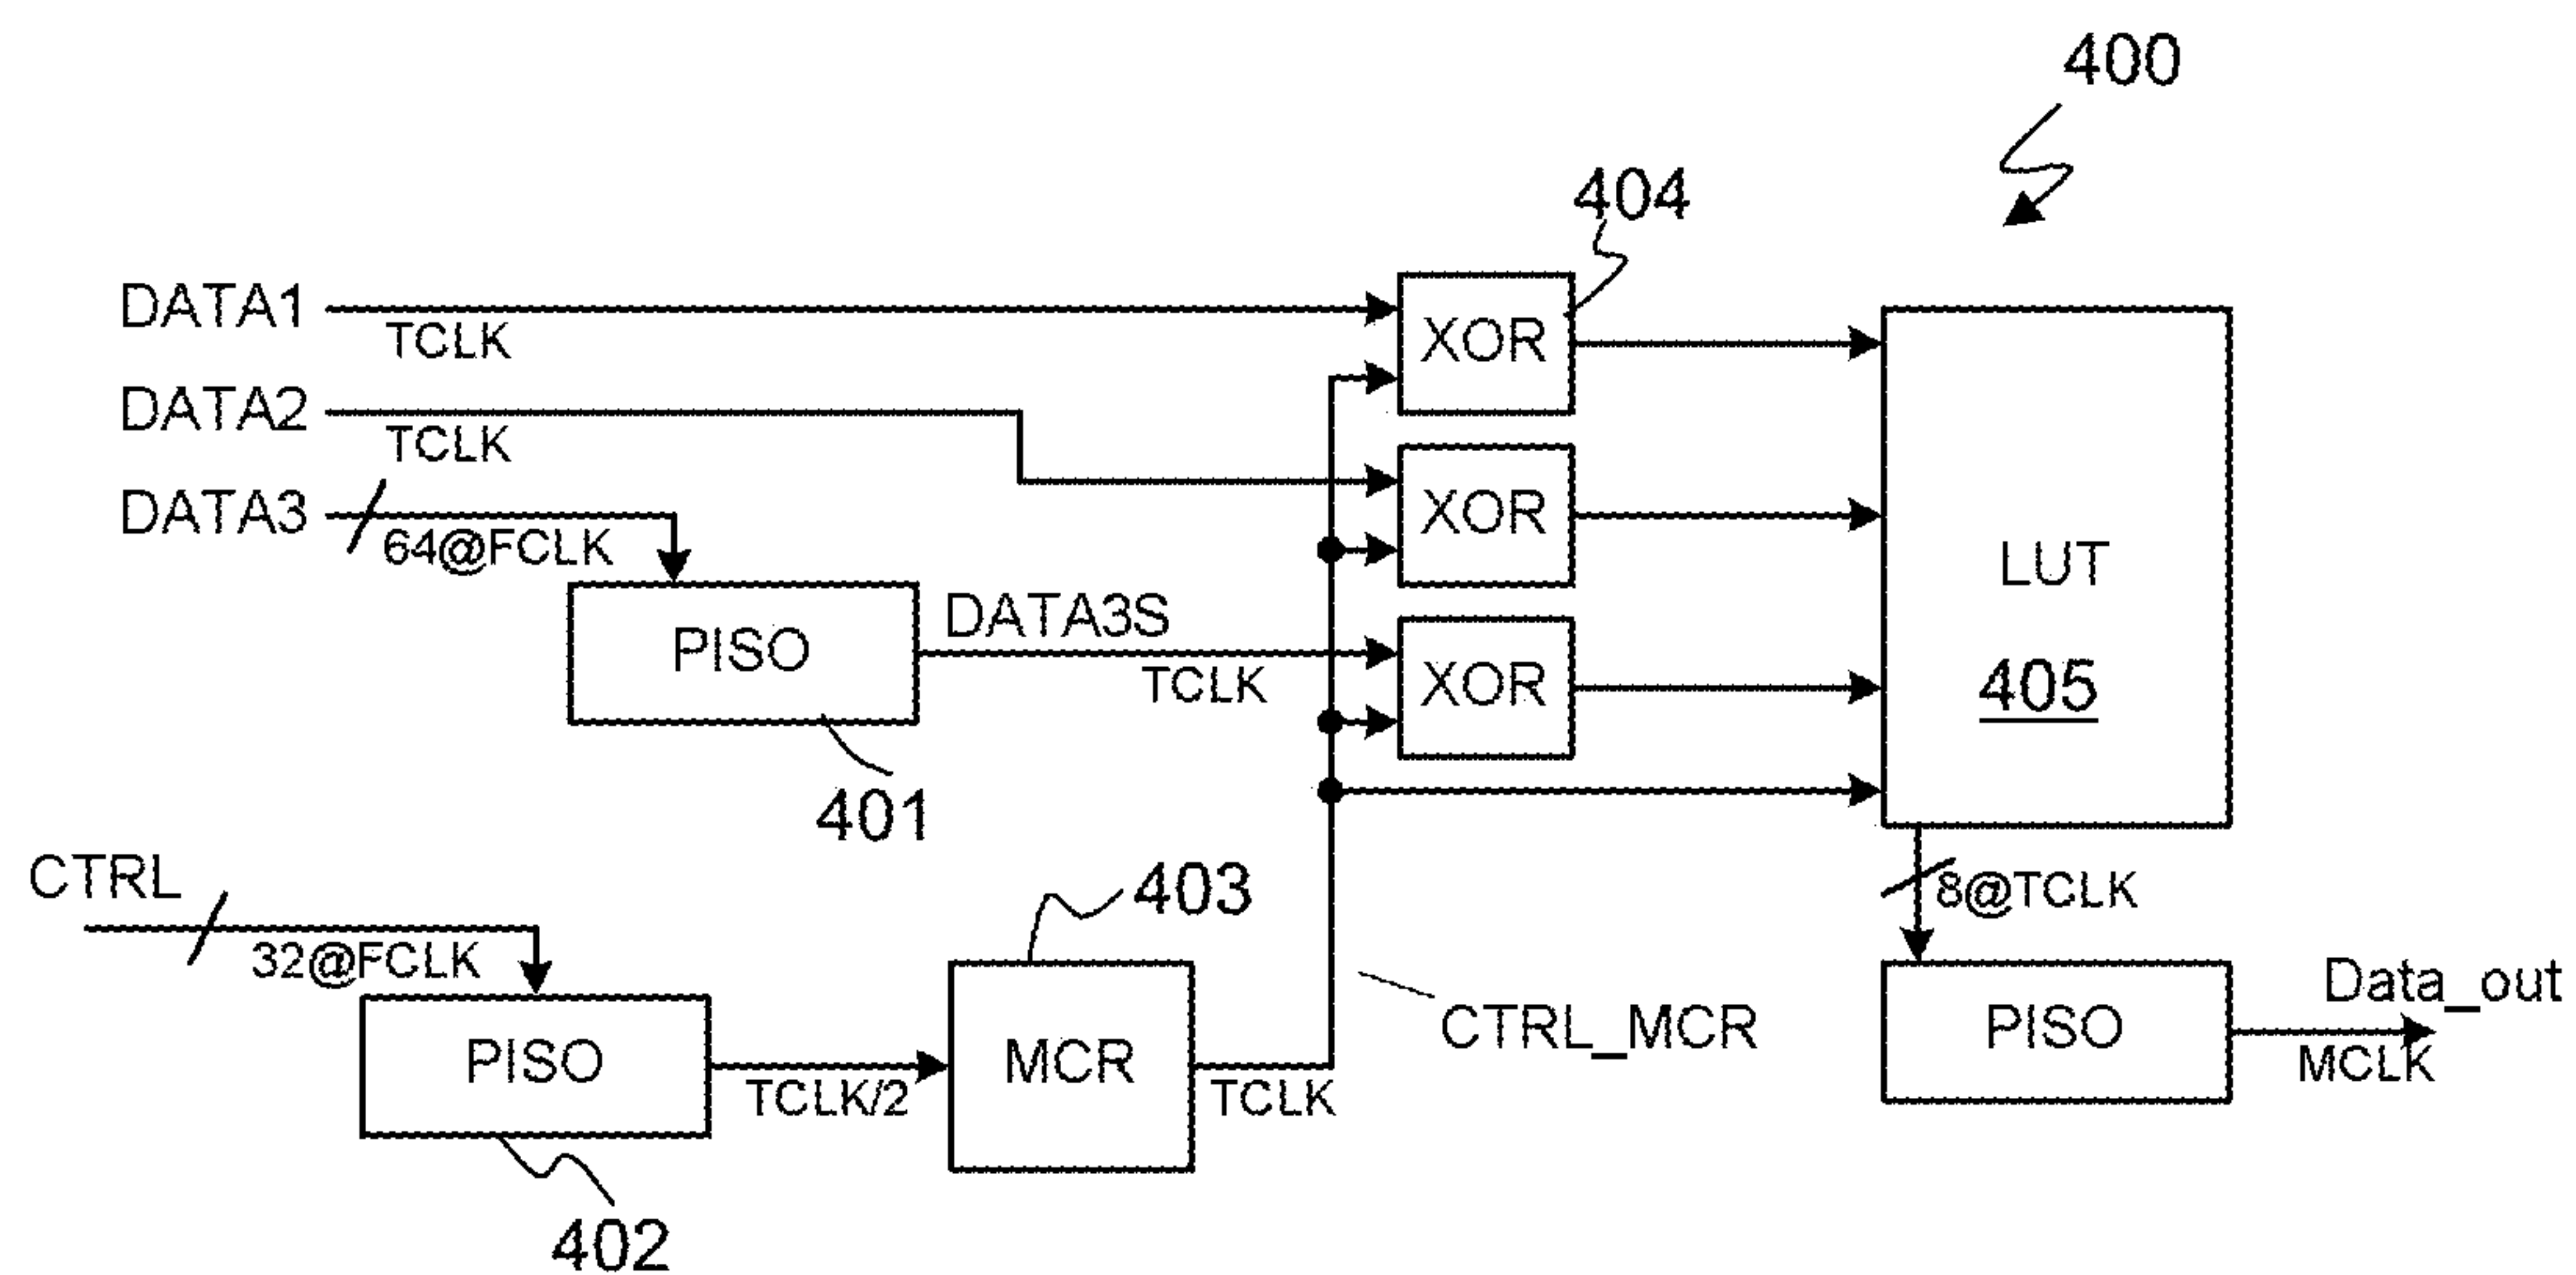 400
404
DATA1
TCLK
XOR
DATA2
TCLK
XOR
DATA3
64@FCLK
LUT
405
PISO
DATA3S
TCLK
XOR
401
CTRL
32@FCLK
403
8@TCLK
PISO
TCLK/2
MCR
TCLK
CTRL_MCR
PISO
Data_out
MCLK
402